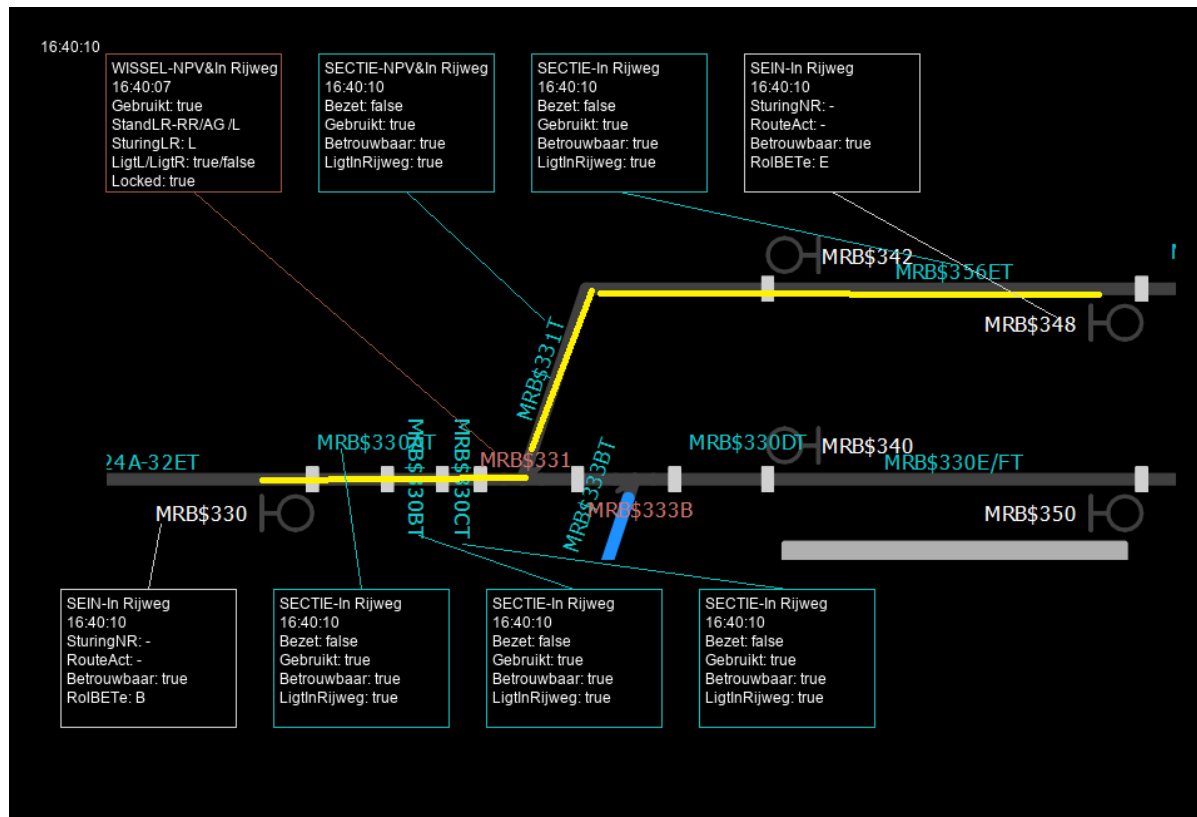 16:40:10
WISSEL-NPV&In Rijweg
16:40:07
Gebruikt: true
StandLR-RR/AG /L
SturingLR: L
LigtL/LigtR: true/false
Locked: true
SECTIE-NPV&In Rijweg
16:40:10
Bezet: false
Gebruikt: true
Betrouwbaar: true
LigtInRijweg: true
SECTIE-In Rijweg
16:40:10
Bezet: false
Gebruikt: true
Betrouwbaar: true
LigtInRijweg: true
SEIN-In Rijweg
16:40:10
SturingNR: -
RouteAct: -
Betrouwbaar: true
RolBETe: E
MRB$342
MRB$356ET
MRB$348
MRB$331T
24A-32ET
MRB$330BT
MRB$330CT
MRB$331
MRB$333BT
MRB$330DT
MRB$340
MRB$330E/FT
MRB$330
MRB$333B
MRB$350
SEIN-In Rijweg
16:40:10
SturingNR: -
RouteAct: -
Betrouwbaar: true
RolBETe: B
SECTIE-In Rijweg
16:40:10
Bezet: false
Gebruikt: true
Betrouwbaar: true
LigtInRijweg: true
SECTIE-In Rijweg
16:40:10
Bezet: false
Gebruikt: true
Betrouwbaar: true
LigtInRijweg: true
SECTIE-In Rijweg
16:40:10
Bezet: false
Gebruikt: true
Betrouwbaar: true
LigtInRijweg: true